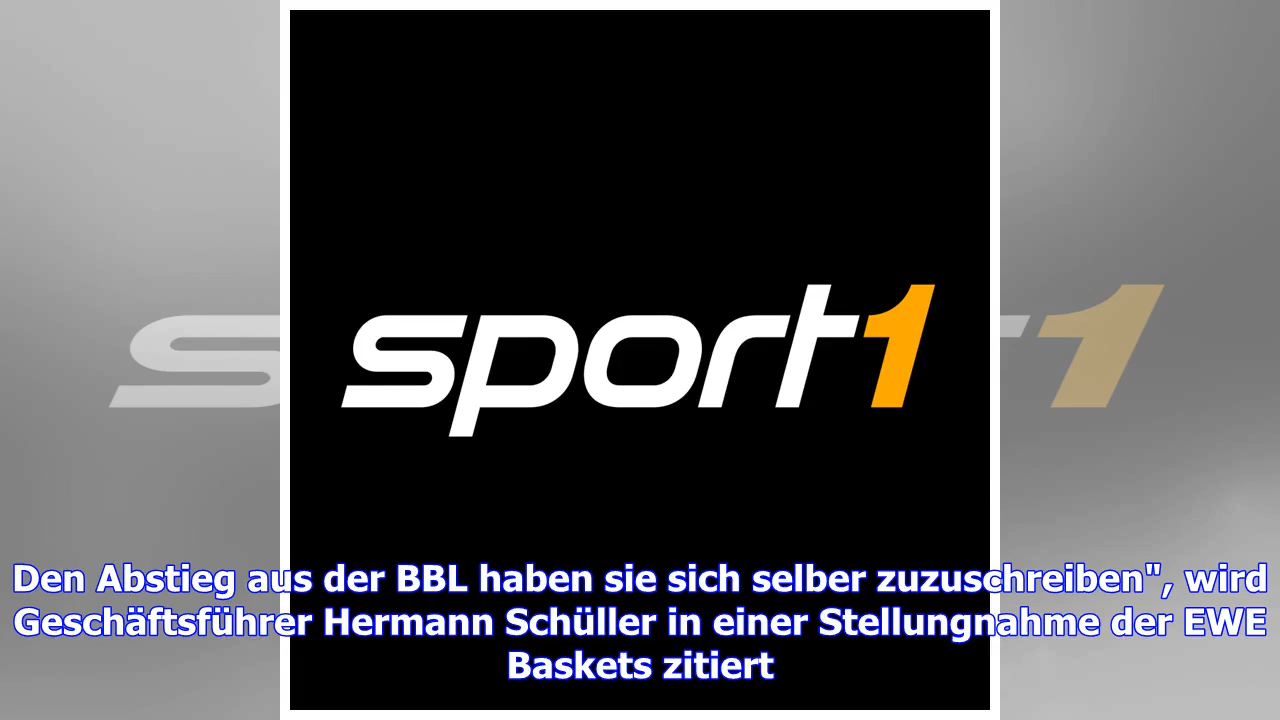 sport1
Den Abstieg aus der BBL haben sie sich selber zuzuschreiben", wird
Geschäftsführer Hermann Schüller in einer Stellungnahme der EWE
Baskets zitiert